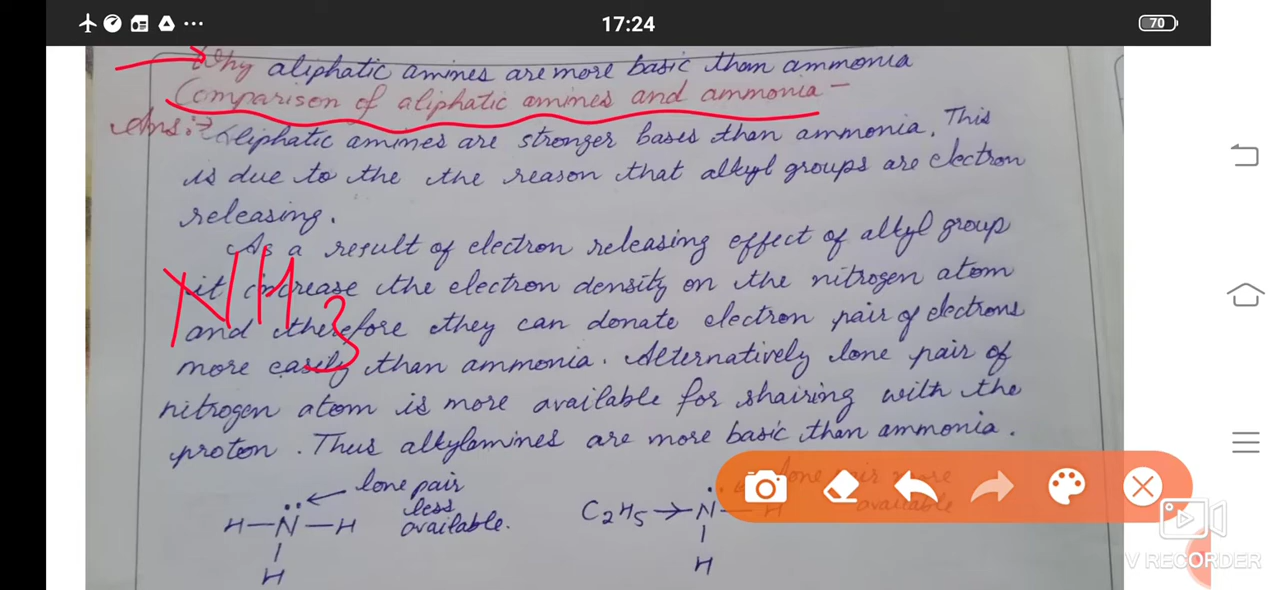 17:24
70
Why aliphatic amines are more basic than ammonia
Comparison of aliphatic amines and ammonia -
Ans:- Aliphatic amines are stronger bases than ammonia. This
is due to the the reason that alkyl groups are electron
releasing.
As a result of electron releasing effect of alkyl group
it increase the electron density on the nitrogen atom
NH3
and therefore they can donate electron pair of electrons
more easily than ammonia. Alternatively lone pair of
nitrogen atom is more available for shairing with the
proton. Thus alkylamines are more basic than ammonia.
lone pair
less
available.
H—N—H
H
lone pair more
available
C2H5→N—H
H
V RECORDER